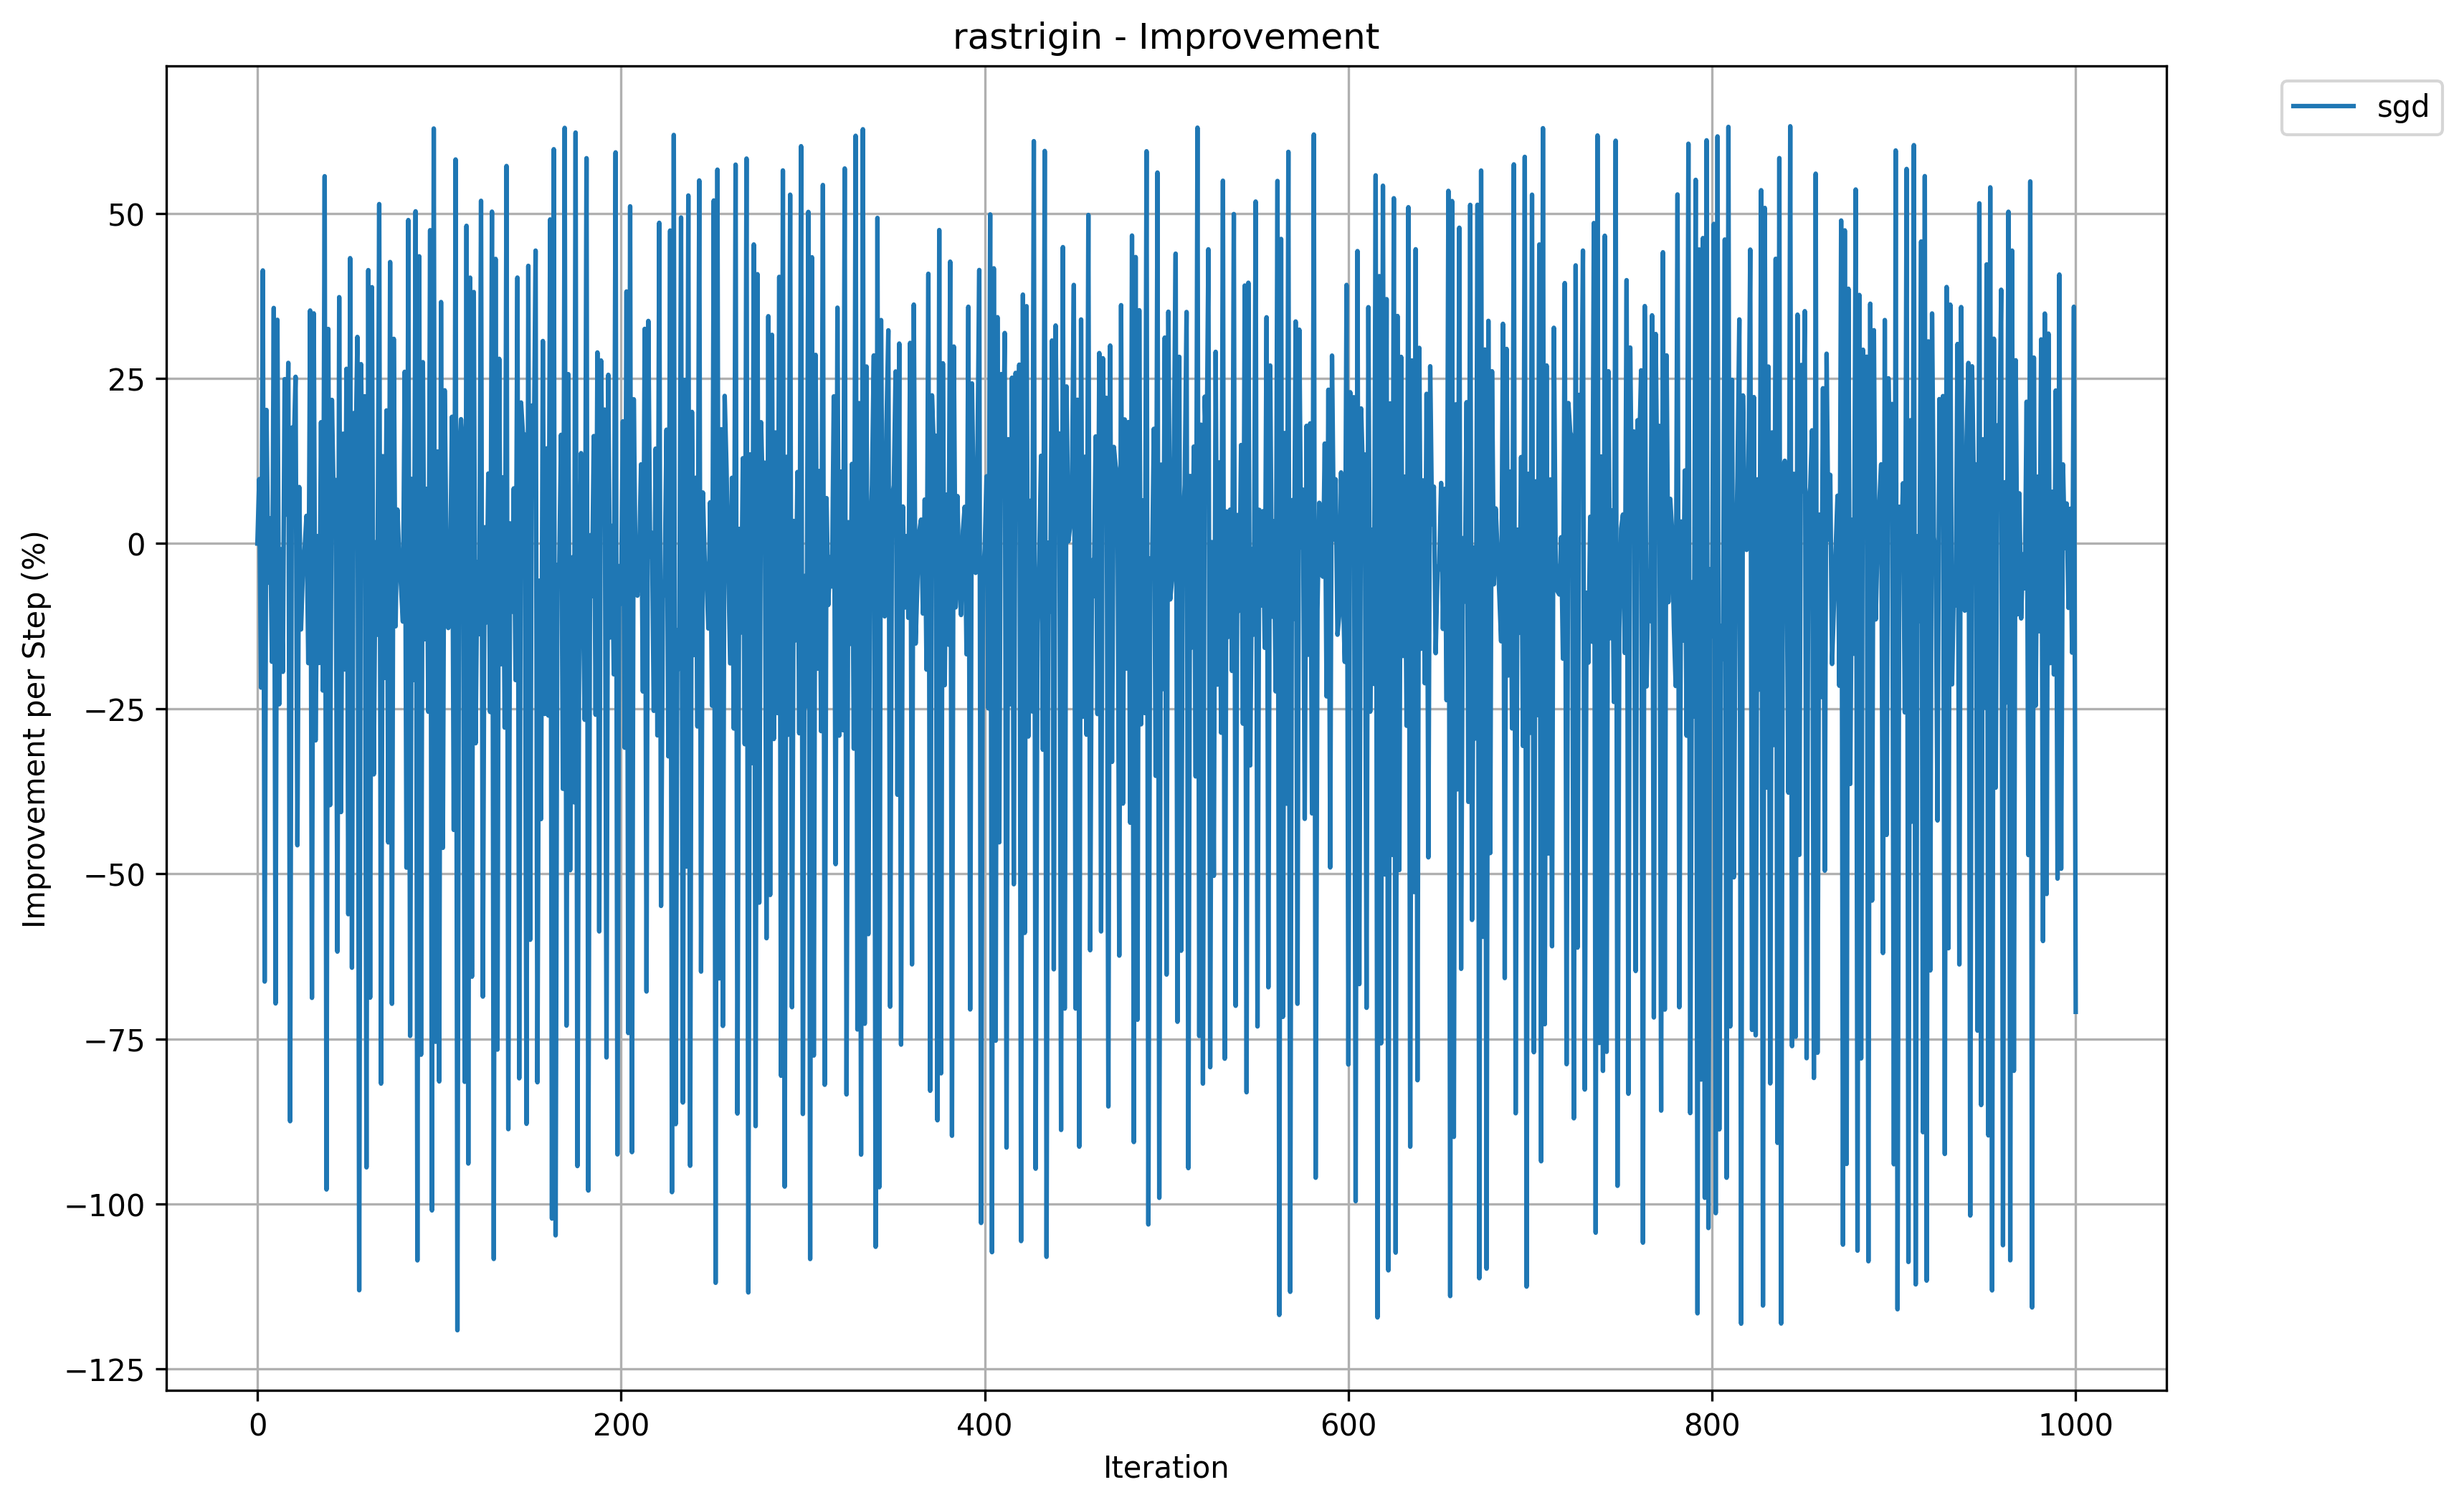 rastrigin - Improvement
sgd
Improvement per Step (%)
50
25
0
−25
−50
−75
−100
−125
0 200 400 600 800 1000
Iteration